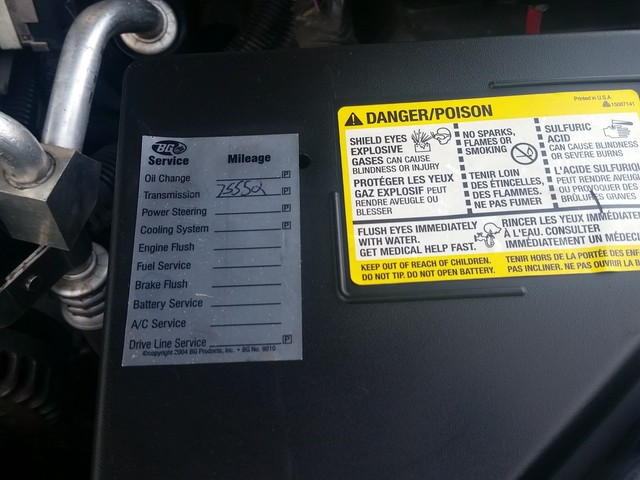 BG
Service Mileage
Oil Change P
Transmission 75550 P
Power Steering P
Cooling System P
Engine Flush
Fuel Service
Brake Flush
Battery Service
A/C Service
Drive Line Service P
©copyright 2004 BG Products, Inc. • BG No. 9010
Printed in U.S.A.
15087141
DANGER/POISON
SHIELD EYES
EXPLOSIVE
GASES CAN CAUSE
BLINDNESS OR INJURY
PROTÉGER LES YEUX
GAZ EXPLOSIF PEUT
RENDRE AVEUGLE OU
BLESSER
NO SPARKS,
FLAMES OR
SMOKING
TENIR LOIN
DES ÉTINCELLES,
DES FLAMMES.
NE PAS FUMER
SULFURIC
ACID
CAN CAUSE BLINDNESS
OR SEVERE BURNS
L'ACIDE SULFURIQU
PEUT RENDRE AVEU
OU PROVOQUER DES
BRÛLURES GRAVES
FLUSH EYES IMMEDIATELY
WITH WATER.
GET MEDICAL HELP FAST.
RINCER LES YEUX IMMÉDIATE
À L'EAU. CONSULTER
IMMÉDIATEMENT UN MÉDECI
KEEP OUT OF REACH OF CHILDREN.
DO NOT TIP. DO NOT OPEN BATTERY.
TENIR HORS DE LA PORTÉE DES ENF
PAS INCLINER. NE PAS OUVRIR LA B